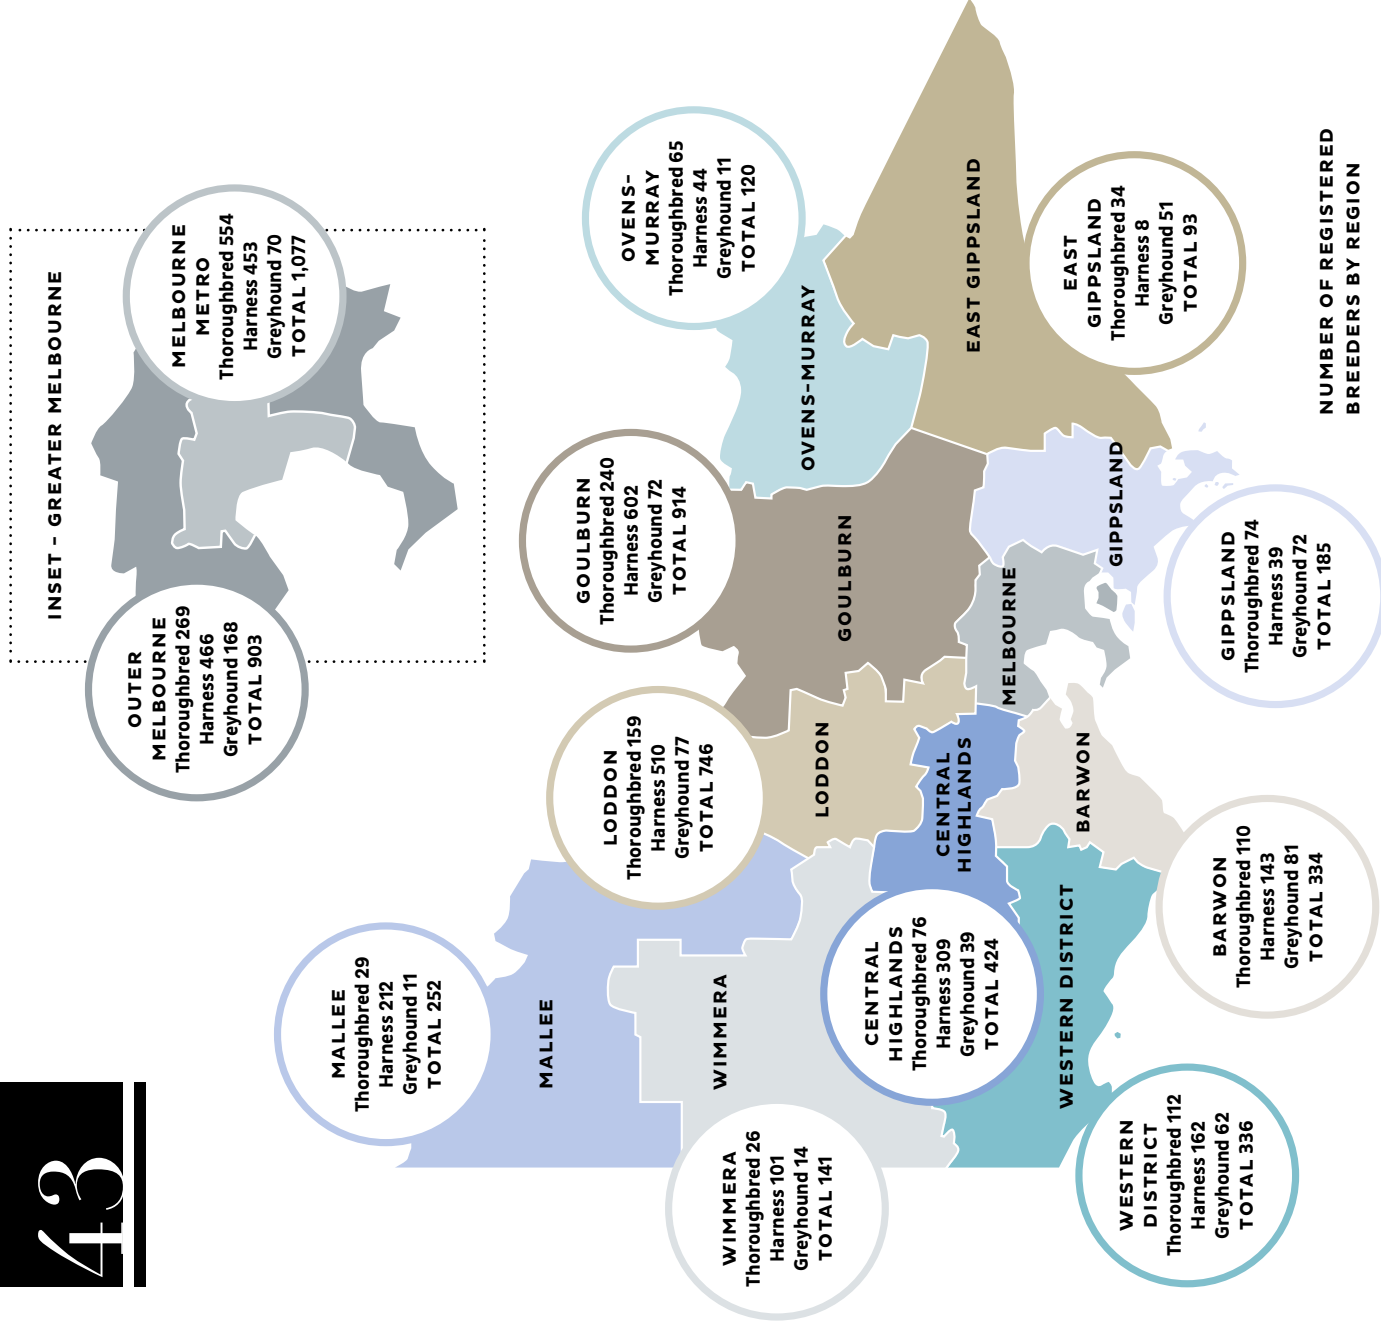 43
INSET – GREATER MELBOURNE
OUTER
MELBOURNE
Thoroughbred 269
Harness 466
Greyhound 168
TOTAL 903
MELBOURNE
METRO
Thoroughbred 554
Harness 453
Greyhound 70
TOTAL 1,077
MALLEE
Thoroughbred 29
Harness 212
Greyhound 11
TOTAL 252
MALLEE
LODDON
Thoroughbred 159
Harness 510
Greyhound 77
TOTAL 746
LODDON
GOULBURN
Thoroughbred 240
Harness 602
Greyhound 72
TOTAL 914
GOULBURN
OVENS–
MURRAY
Thoroughbred 65
Harness 44
Greyhound 11
TOTAL 120
OVENS–MURRAY
WIMMERA
WIMMERA
Thoroughbred 26
Harness 101
Greyhound 14
TOTAL 141
CENTRAL
HIGHLANDS
Thoroughbred 76
Harness 309
Greyhound 39
TOTAL 424
CENTRAL
HIGHLANDS
MELBOURNE
EAST GIPPSLAND
EAST
GIPPSLAND
Thoroughbred 34
Harness 8
Greyhound 51
TOTAL 93
WESTERN DISTRICT
BARWON
GIPPSLAND
WESTERN
DISTRICT
Thoroughbred 112
Harness 162
Greyhound 62
TOTAL 336
BARWON
Thoroughbred 110
Harness 143
Greyhound 81
TOTAL 334
GIPPSLAND
Thoroughbred 74
Harness 39
Greyhound 72
TOTAL 185
NUMBER OF REGISTERED
BREEDERS BY REGION